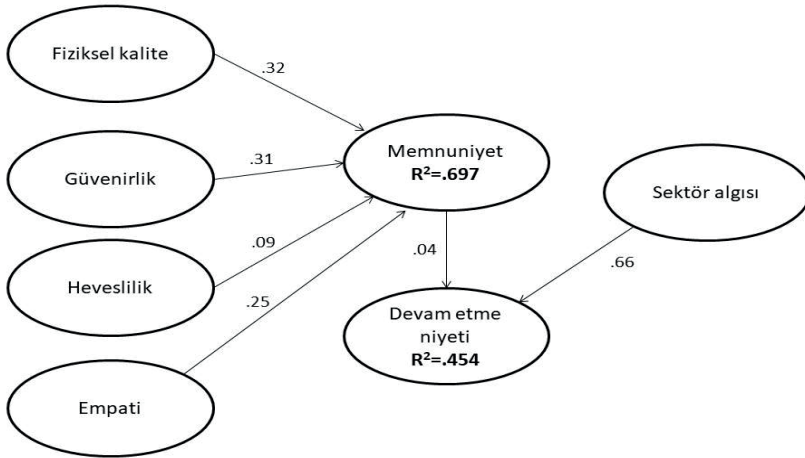 Fiziksel kalite
.32
Güvenirlik
.31
Heveslilik
.09
Empati
.25
Memnuniyet
R²=.697
.04
Devam etme
niyeti
R²=.454
Sektör algısı
.66